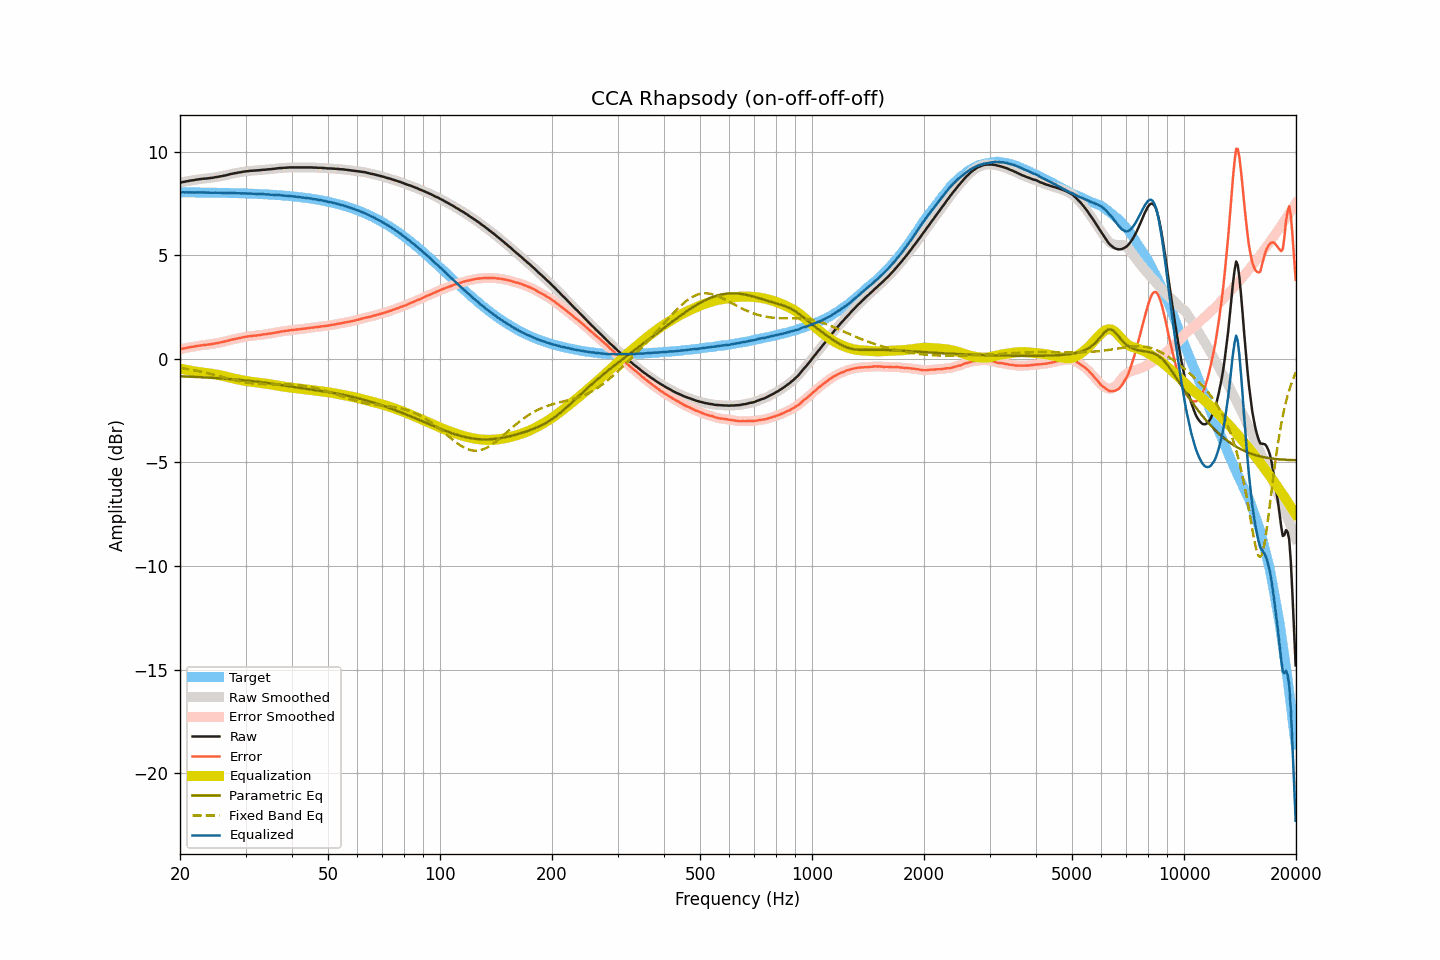 CCA Rhapsody (on-off-off-off)
10
5
0
−5
−10
−15
−20
Amplitude (dBr)
Target
Raw Smoothed
Error Smoothed
Raw
Error
Equalization
Parametric Eq
Fixed Band Eq
Equalized
20 50 100 200 500 1000 2000 5000 10000 20000
Frequency (Hz)